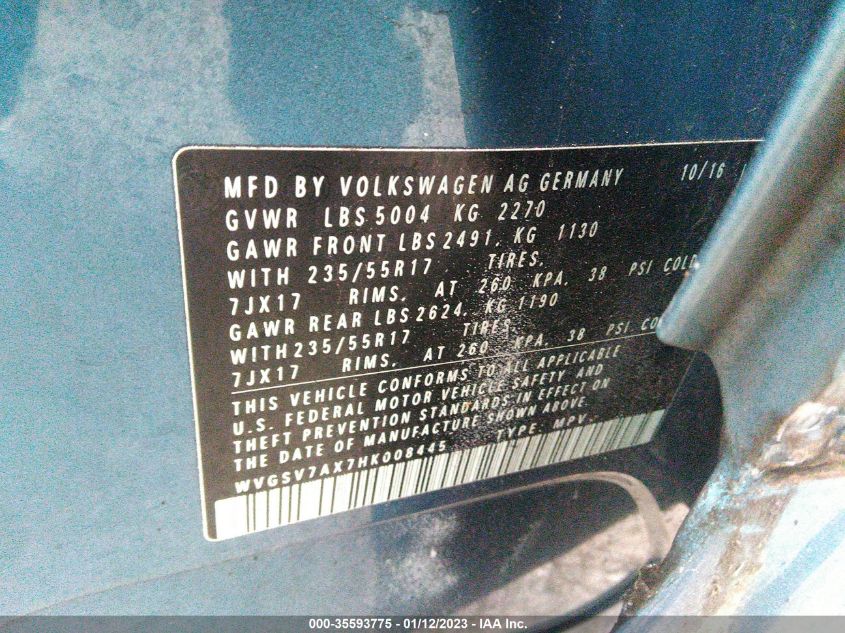 MFD BY VOLKSWAGEN AG GERMANY 10/16
GVWR LBS 5004 KG 2270
GAWR FRONT LBS 2491, KG 1130
WITH 235/55R17 TIRES,
7JX17 RIMS, AT 260 KPA, 38 PSI COLD
GAWR REAR LBS 2624, KG 1190
WITH 235/55R17 TIRES
7JX17 RIMS, AT 260 KPA, 38 PSI CO
THIS VEHICLE CONFORMS TO ALL APPLICABLE
U.S. FEDERAL MOTOR VEHICLE SAFETY AND
THEFT PREVENTION STANDARDS IN EFFECT ON
THE DATE OF MANUFACTURE SHOWN ABOVE.
WVGSV7AX7HK008445 TYPE: MPV
000-35593775 - 01/12/2023 - IAA Inc.